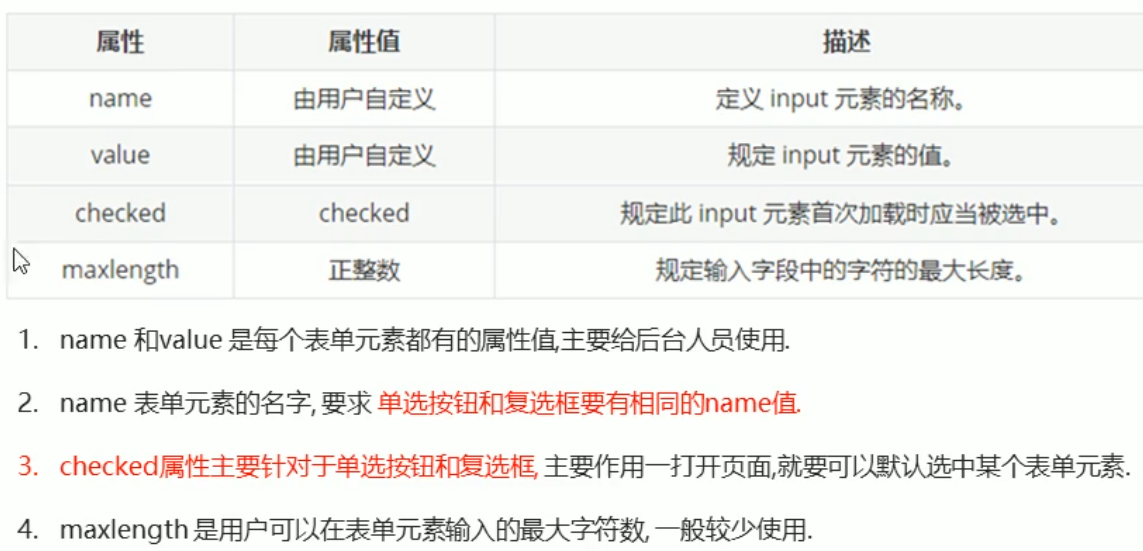 属性 属性值 描述
name 由用户自定义 定义 input 元素的名称。
value 由用户自定义 规定 input 元素的值。
checked checked 规定此 input 元素首次加载时应当被选中。
maxlength 正整数 规定输入字段中的字符的最大长度。
1. name 和value 是每个表单元素都有的属性值,主要给后台人员使用.
2. name 表单元素的名字, 要求 单选按钮和复选框要有相同的name值.
3. checked属性主要针对于单选按钮和复选框, 主要作用一打开页面,就要可以默认选中某个表单元素.
4. maxlength 是用户可以在表单元素输入的最大字符数, 一般较少使用.